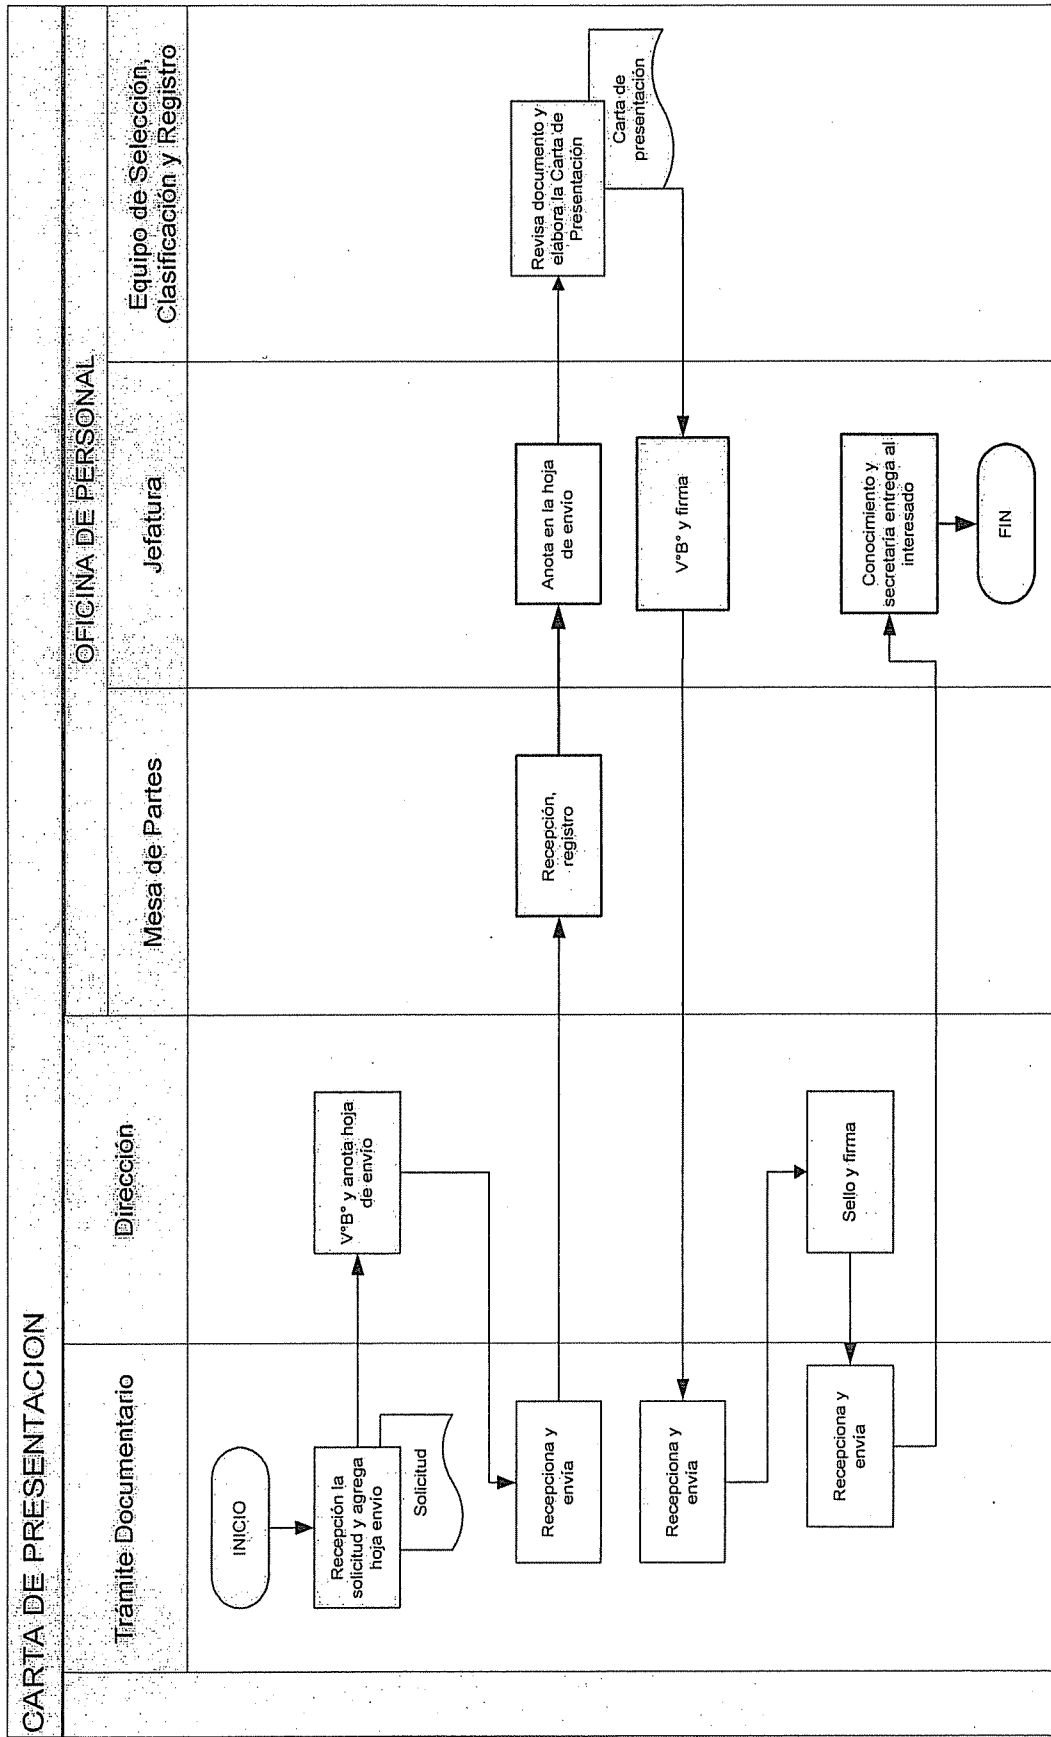 CARTA DE PRESENTACION
Trámite Documentario
Dirección
OFICINA DE PERSONAL
Mesa de Partes
Jefatura
Equipo de Selección,
Clasificación y Registro
INICIO
Recepción la
solicitud y agrega
hoja envío
Solicitud
V°B° y anota hoja
de envío
Recepciona y
envía
Recepción,
registro
Anota en la hoja
de envío
Revisa documento y
elabora la Carta de
Presentación
Carta de
presentación
V°B° y firma
Recepciona y
envía
Sello y firma
Recepciona y
envía
Conocimiento y
secretaría entrega al
interesado
FIN